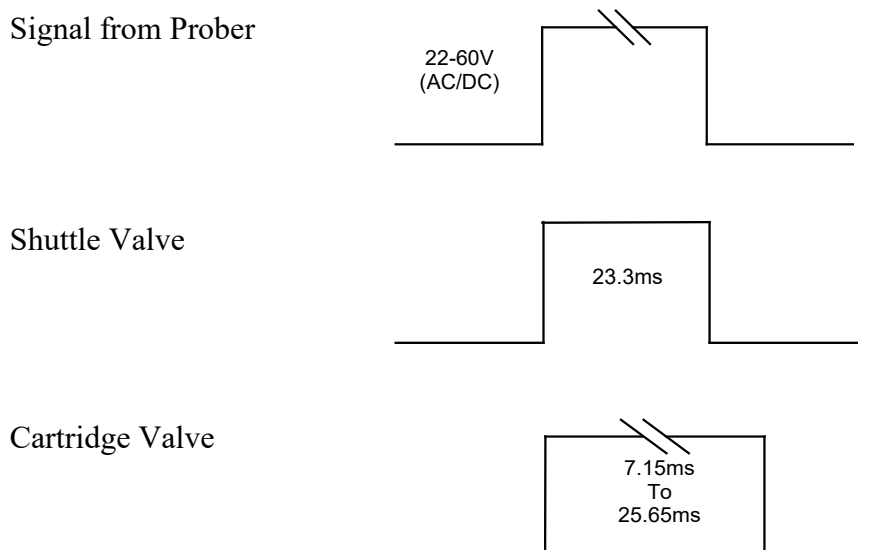 Signal from Prober
22-60V
(AC/DC)
Shuttle Valve
23.3ms
Cartridge Valve
7.15ms
To
25.65ms